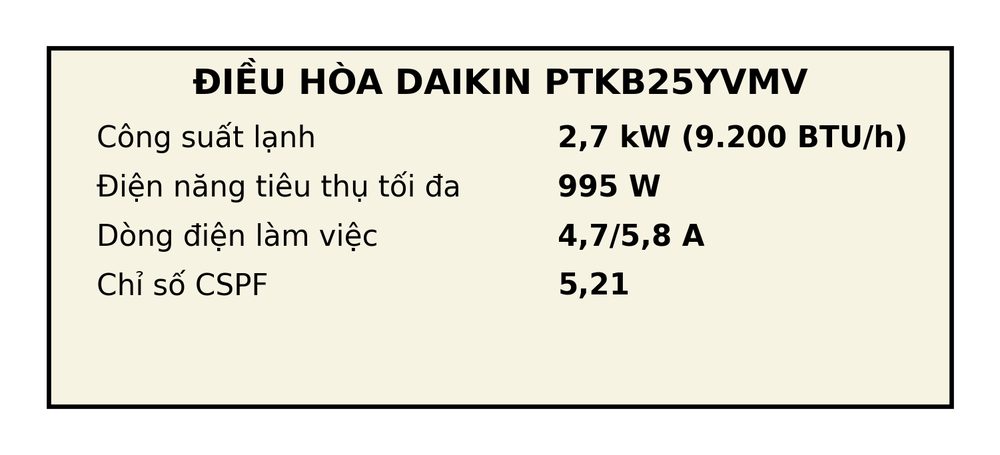 ĐIỀU HÒA DAIKIN PTKB25YVMV
Công suất lạnh 2,7 kW (9.200 BTU/h)
Điện năng tiêu thụ tối đa 995 W
Dòng điện làm việc 4,7/5,8 A
Chỉ số CSPF 5,21